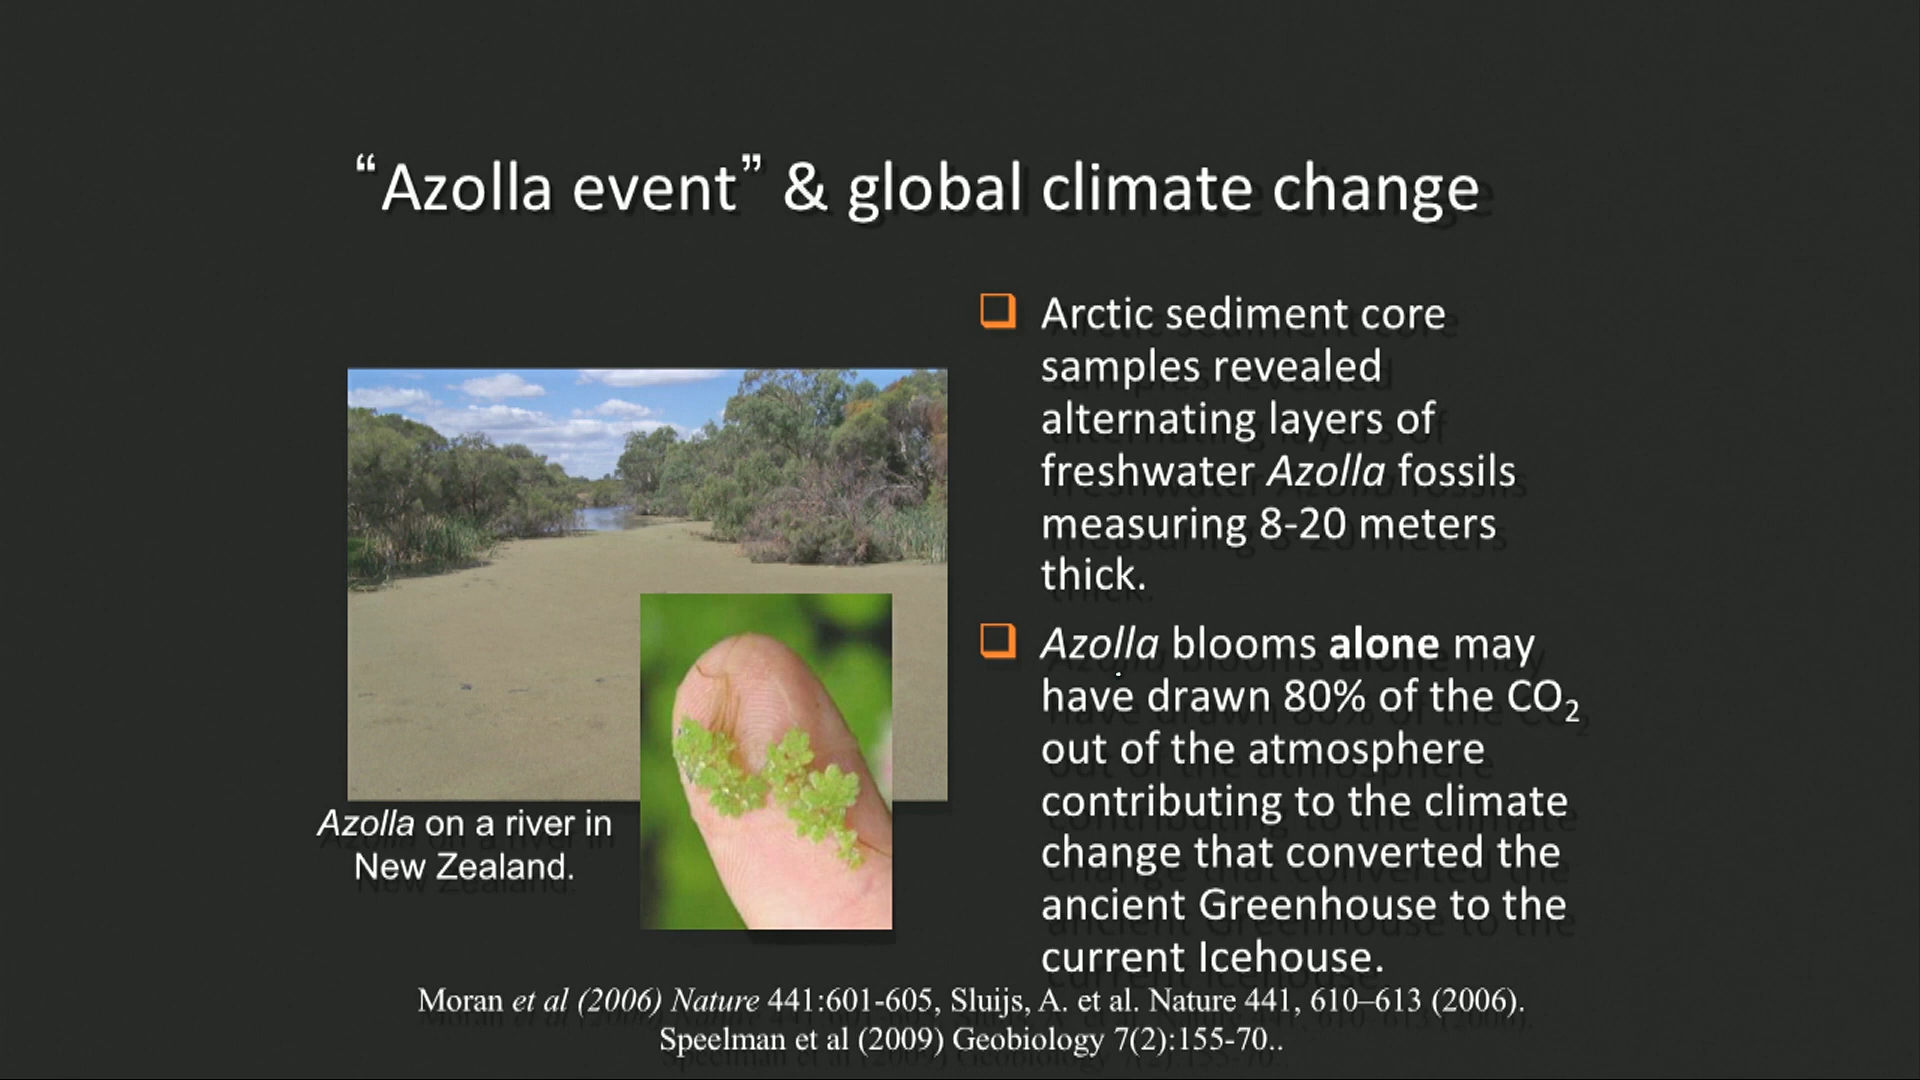 “Azolla event” & global climate change
Arctic sediment core
samples revealed
alternating layers of
freshwater Azolla fossils
measuring 8-20 meters
thick.
Azolla blooms alone may
have drawn 80% of the CO₂
out of the atmosphere
contributing to the climate
change that converted the
ancient Greenhouse to the
current Icehouse.
Azolla on a river in
New Zealand.
Moran et al (2006) Nature 441:601-605, Sluijs, A. et al. Nature 441, 610–613 (2006).
Speelman et al (2009) Geobiology 7(2):155-70..